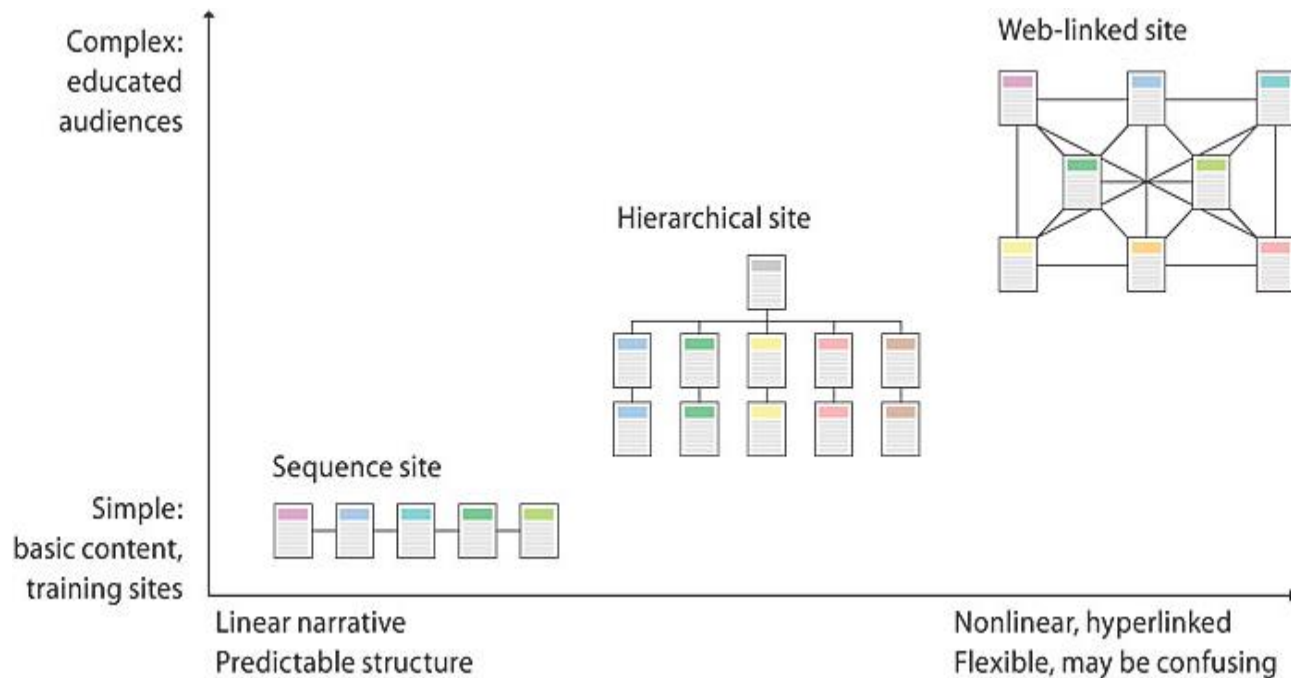 Complex:
educated
audiences
Web-linked site
Hierarchical site
Sequence site
Simple:
basic content,
training sites
Linear narrative
Predictable structure
Nonlinear, hyperlinked
Flexible, may be confusing